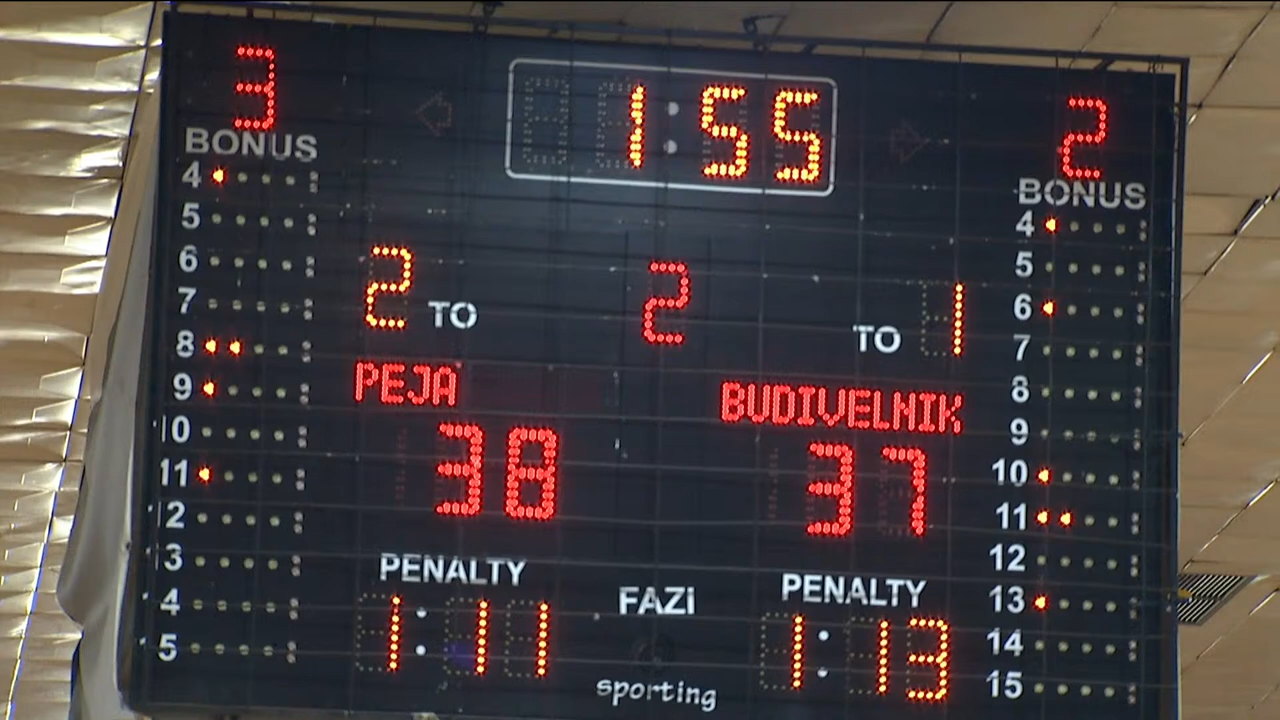 3 1:55 2
BONUS BONUS
4 4
5 5
6 2 TO 2 TO 1 6
7 7
8 8
PEJA BUDIVELNIK
9 9
10 38 37 10
11 11
12 12
13 PENALTY FAZİ PENALTY 13
14 1:11 1:13 14
5 15
sporting